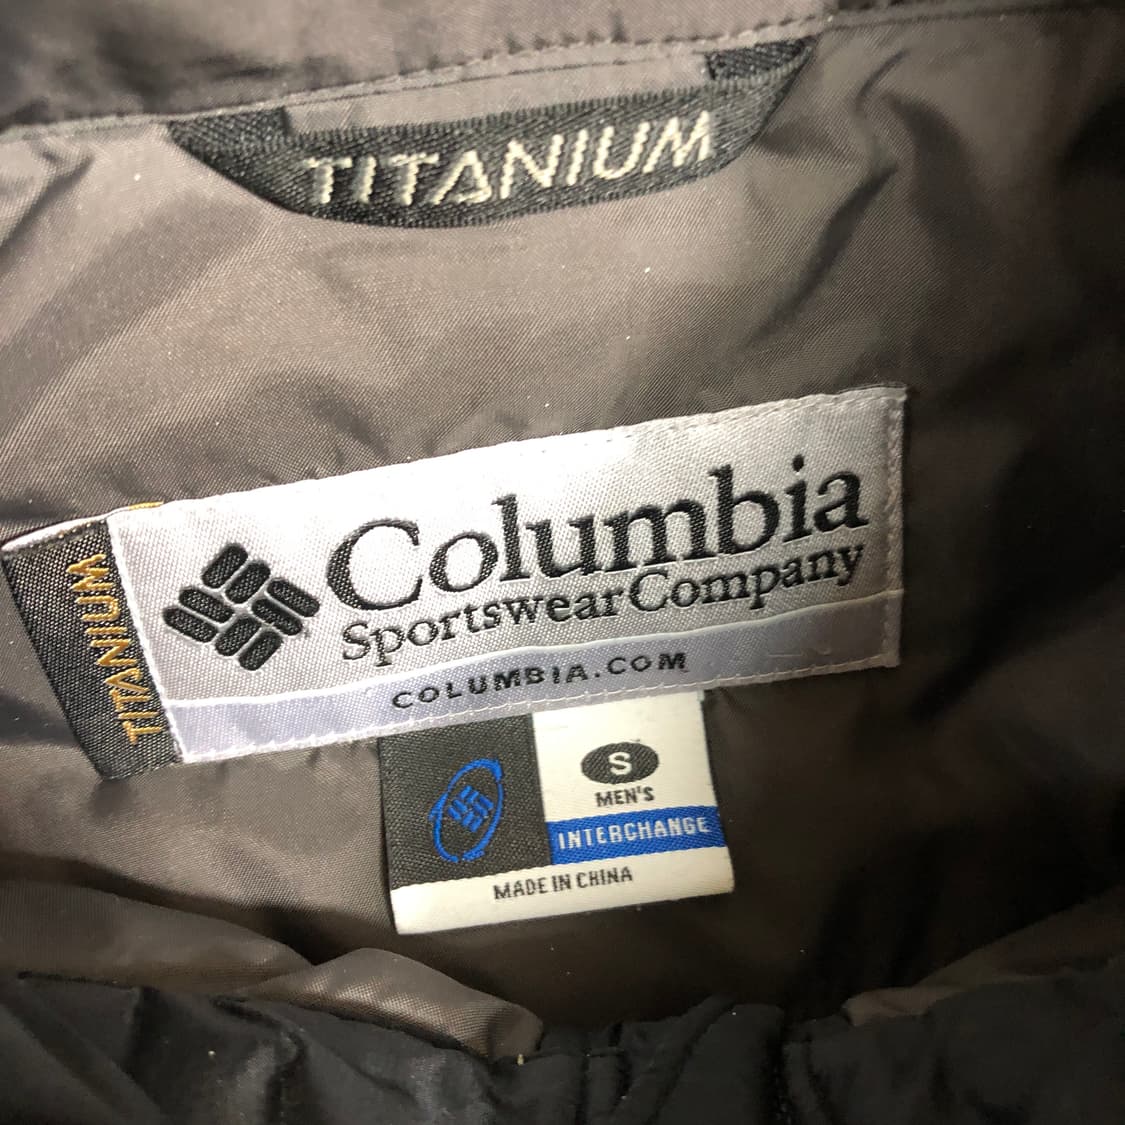 TITANIUM
Columbia
Sportswear Company
COLUMBIA.COM
TITANIUM
S
MEN'S
INTERCHANGE
MADE IN CHINA